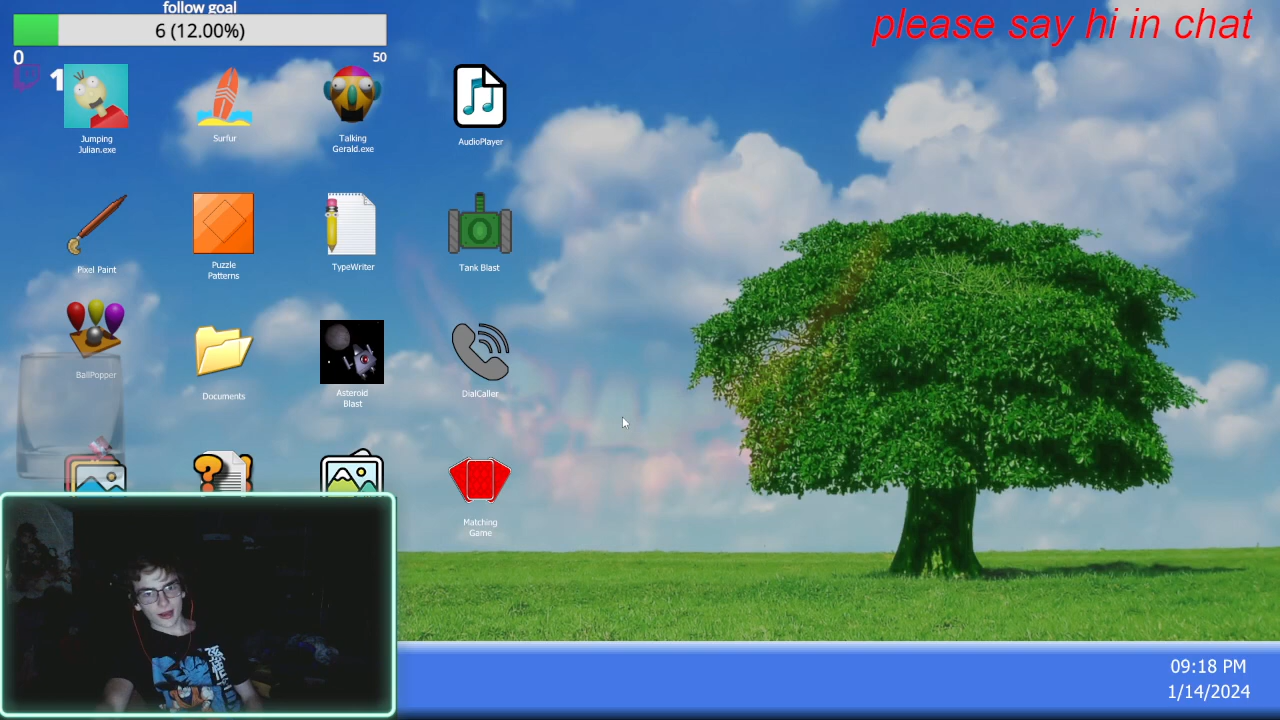 follow goal
6 (12.00%)
0
50
1
please say hi in chat
Jumping
Julian.exe
Surfur
Talking
Gerald.exe
AudioPlayer
Pixel Paint
Puzzle
Patterns
TypeWriter
Tank Blast
BallPopper
Documents
Asteroid
Blast
DialCaller
Matching
Game
09:18 PM
1/14/2024